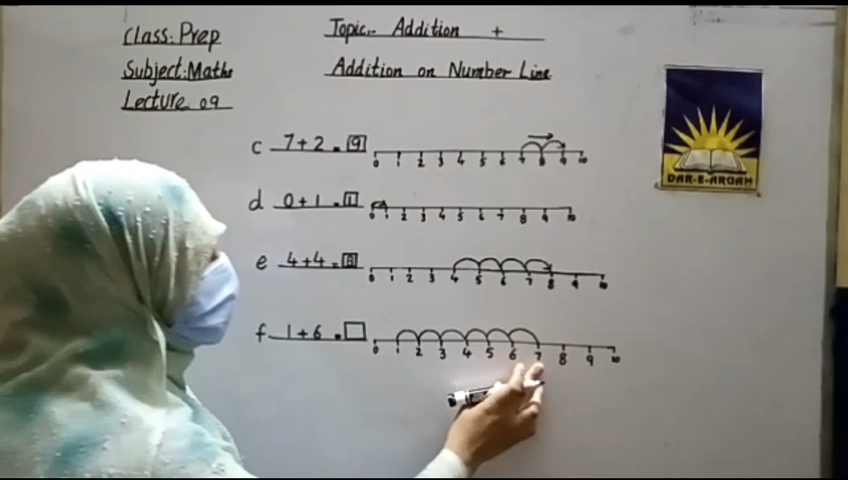 Class: Prep
Topic:- Addition +
Subject: Maths
Addition on Number Line
Lecture 09
c 7+2 = 9 0 1 2 3 4 5 6 7 8 9 10
d 0+1 = 1 0 1 2 3 4 5 6 7 8 9 10
e 4+4 = 8 0 1 2 3 4 5 6 7 8 9 10
f 1+6 = 0 1 2 3 4 5 6 7 8 9 10
DAR-E-ARQAM